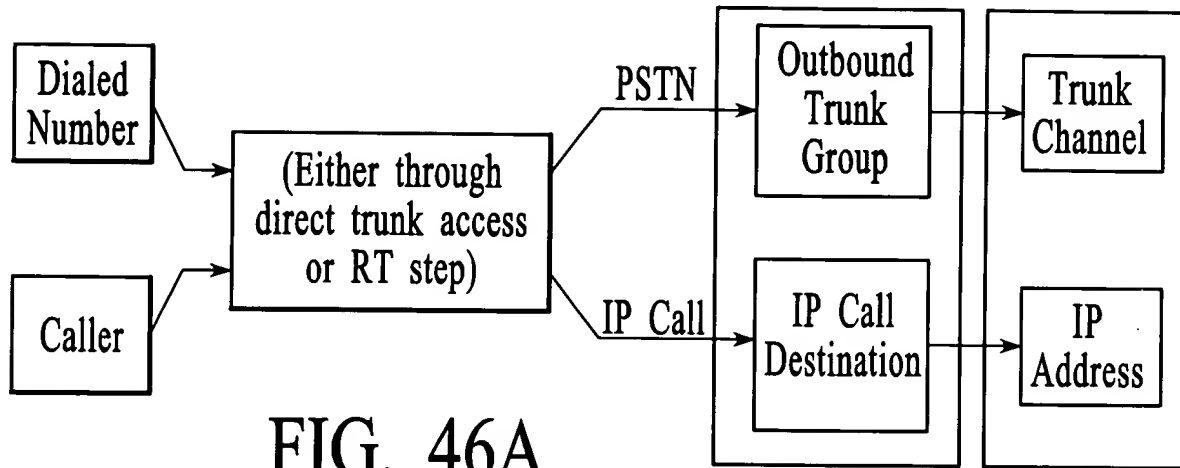 Dialed
Number
Caller
(Either through
direct trunk access
or RT step)
PSTN
IP Call
Outbound
Trunk
Group
IP Call
Destination
Trunk
Channel
IP
Address
FIG. 46A